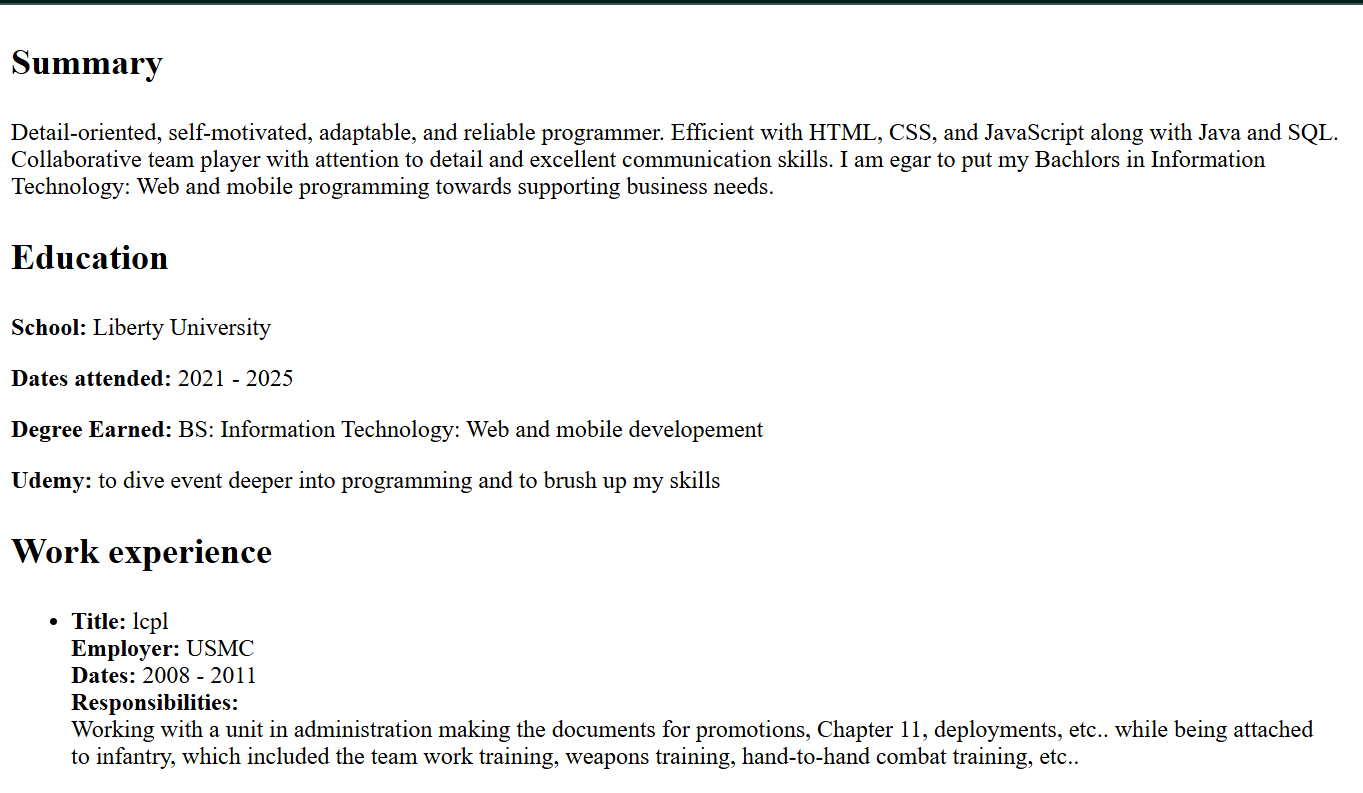 Summary
Detail-oriented, self-motivated, adaptable, and reliable programmer. Efficient with HTML, CSS, and JavaScript along with Java and SQL.
Collaborative team player with attention to detail and excellent communication skills. I am egar to put my Bachlors in Information
Technology: Web and mobile programming towards supporting business needs.
Education
School: Liberty University
Dates attended: 2021 - 2025
Degree Earned: BS: Information Technology: Web and mobile developement
Udemy: to dive event deeper into programming and to brush up my skills
Work experience
• Title: lcpl
Employer: USMC
Dates: 2008 - 2011
Responsibilities:
Working with a unit in administration making the documents for promotions, Chapter 11, deployments, etc.. while being attached
to infantry, which included the team work training, weapons training, hand-to-hand combat training, etc..